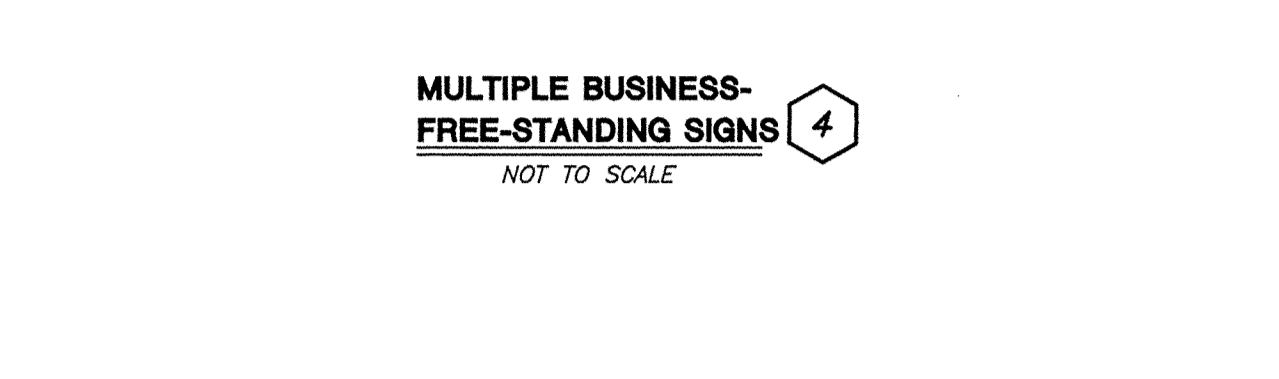 MULTIPLE BUSINESS-
FREE-STANDING SIGNS
4
NOT TO SCALE